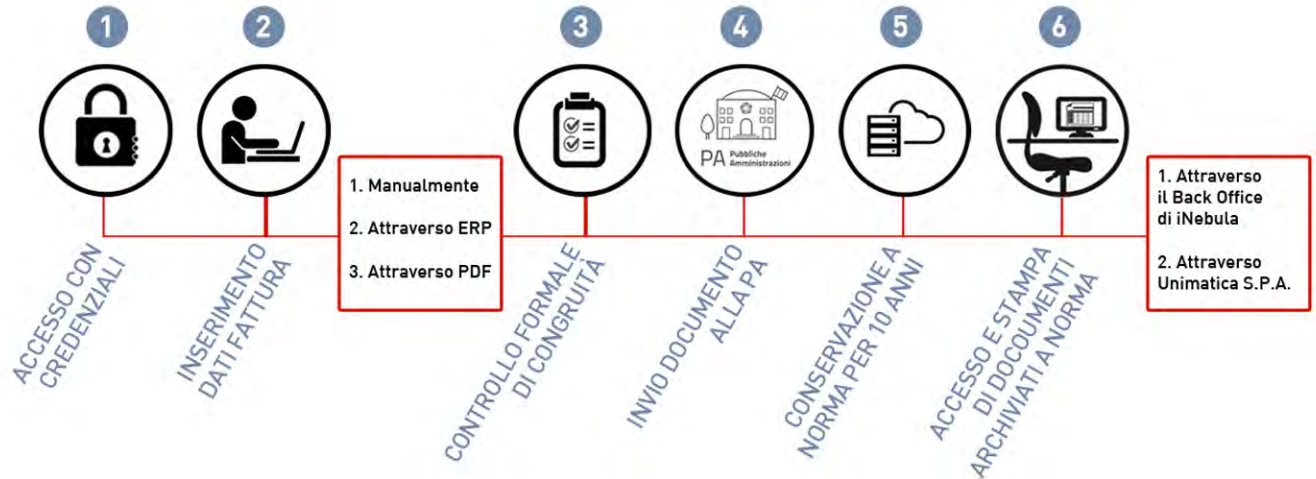 1
2
3
4
5
6
PA Pubbliche
Amministrazioni
1. Manualmente
2. Attraverso ERP
3. Attraverso PDF
1. Attraverso
il Back Office
di iNebula
2. Attraverso
Unimatica S.P.A.
ACCESSO CON
CREDENZIALI
INSERIMENTO
DATI FATTURA
CONTROLLO FORMALE
DI CONGRUITÀ
INVIO DOCUMENTO
ALLA PA
CONSERVAZIONE A
NORMA PER 10 ANNI
ACCESSO E STAMPA
DI DOCOUMENTI
ARCHIVIATI A NORMA